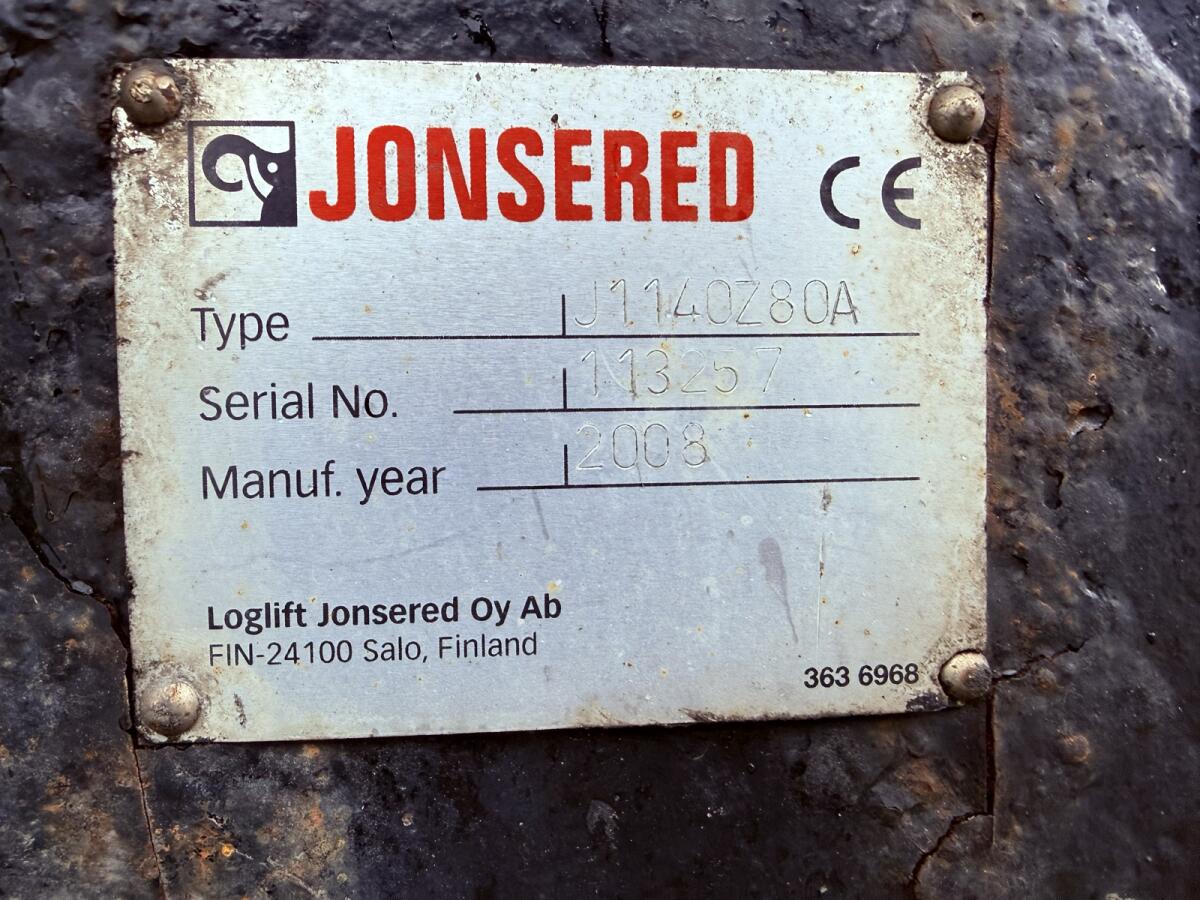 JONSERED CE
Type J1140Z80A
Serial No. 113257
Manuf. year 2008
Loglift Jonsered Oy Ab
FIN-24100 Salo, Finland
363 6968